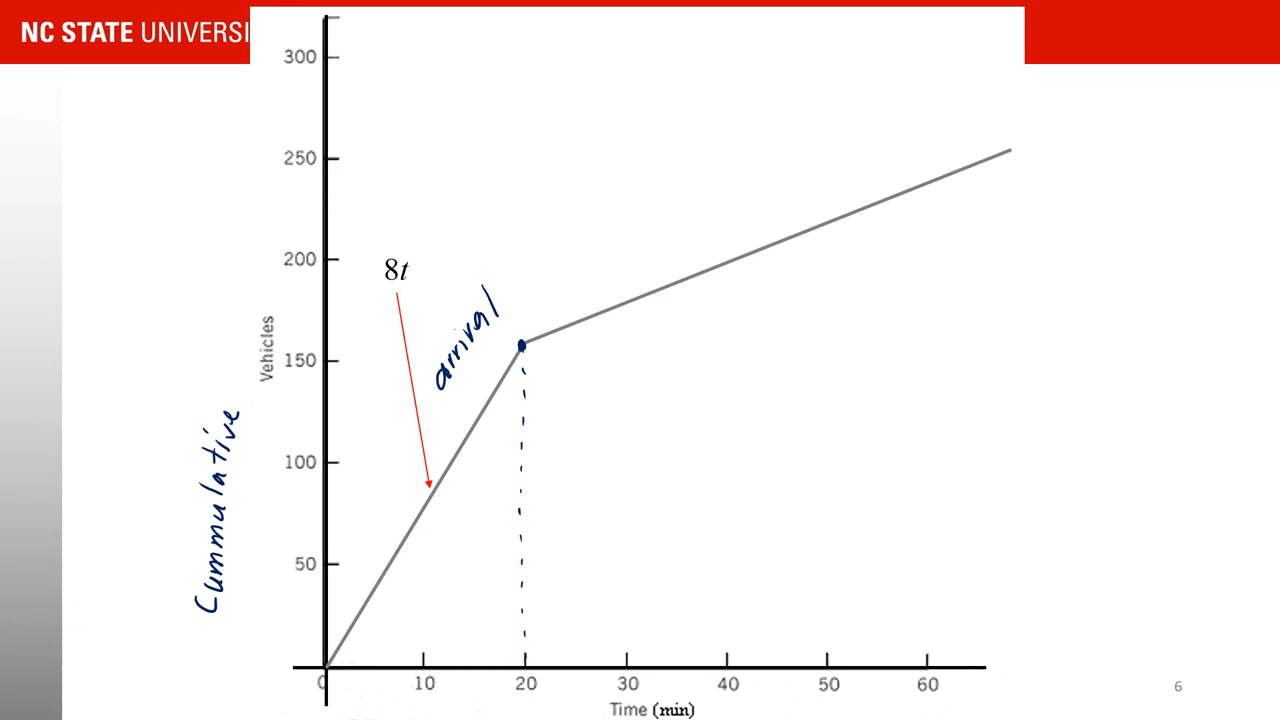 NC STATE UNIVERSI
300
250
200
150
100
50
Vehicles
8t
arrival
Cummulative
0 10 20 30 40 50 60
Time (min)
6